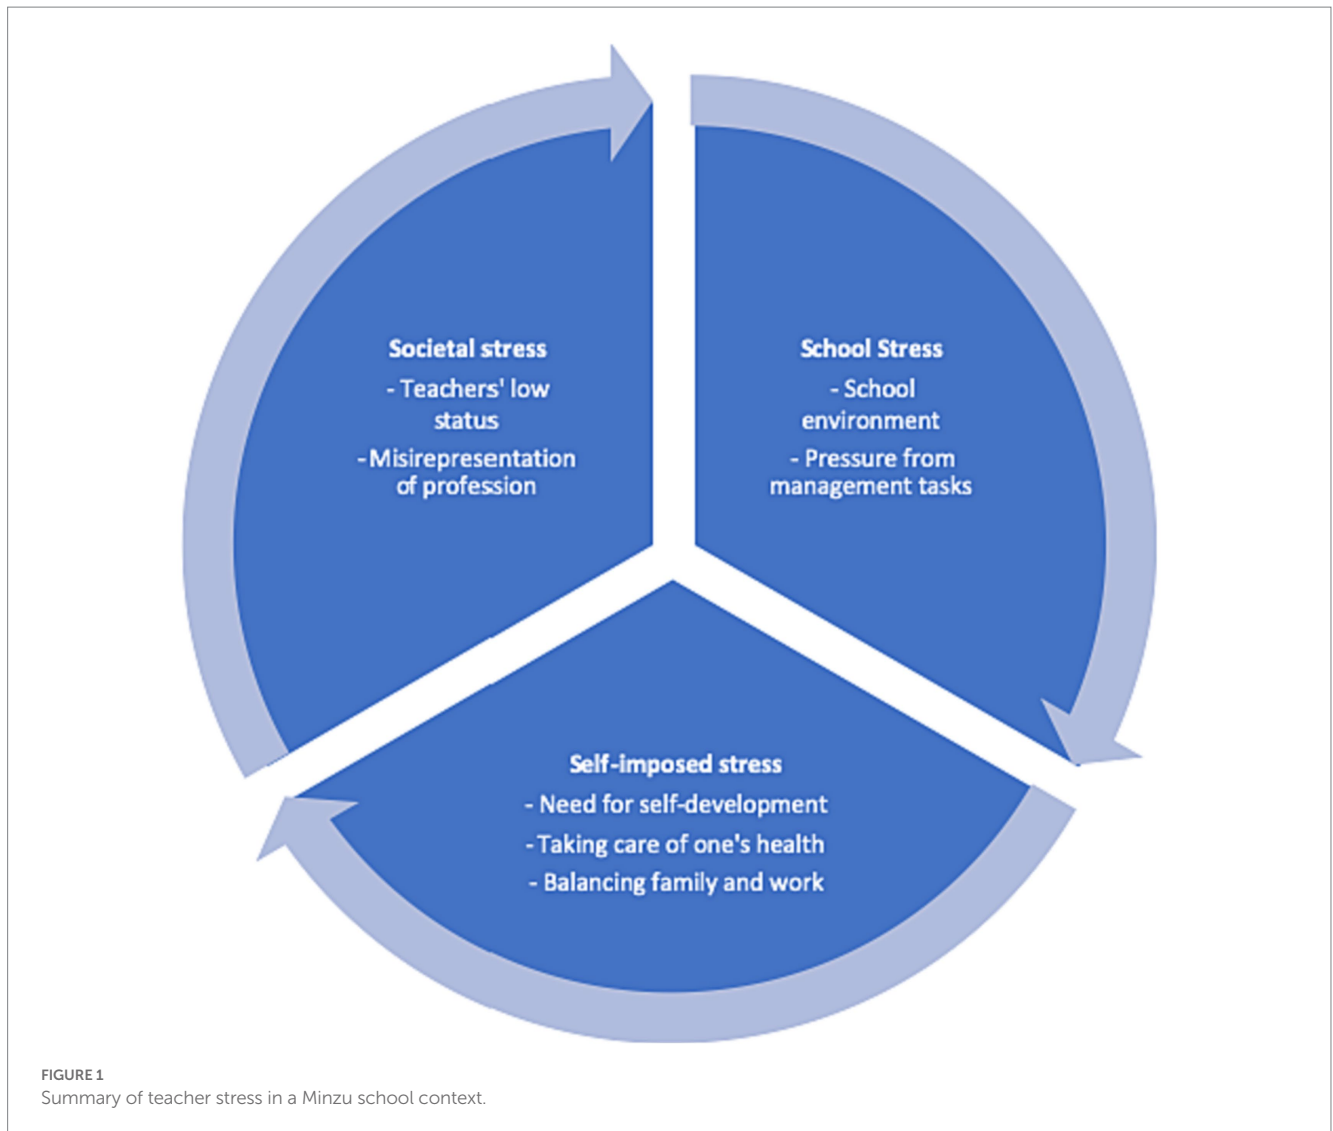 Societal stress
- Teachers' low
status
- Misirepresentation
of profession
School Stress
- School
environment
- Pressure from
management tasks
Self-imposed stress
- Need for self-development
- Taking care of one's health
- Balancing family and work
FIGURE 1
Summary of teacher stress in a Minzu school context.